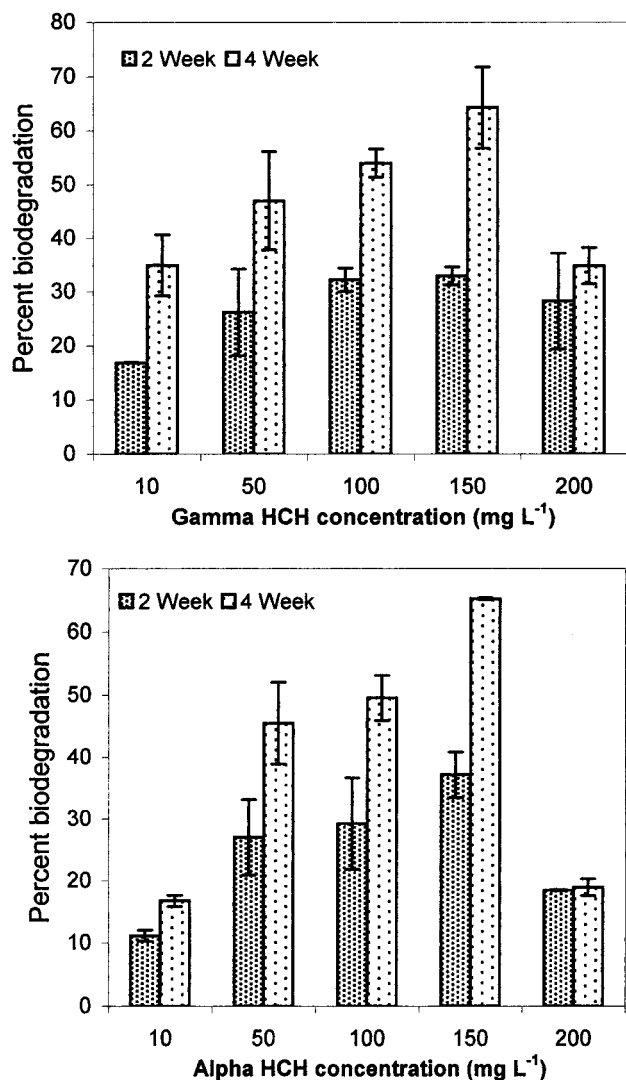 80
70
60
50
40
30
20
10
0
Percent biodegradation
2 Week 4 Week
10 50 100 150 200
Gamma HCH concentration (mg L⁻¹)
70
60
50
40
30
20
10
0
Percent biodegradation
2 Week 4 Week
10 50 100 150 200
Alpha HCH concentration (mg L⁻¹)